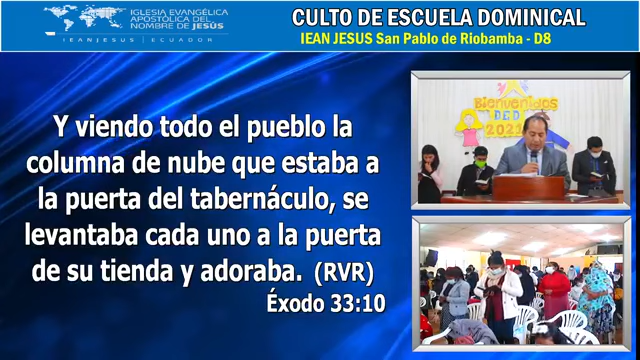 IGLESIA EVANGÉLICA
APOSTÓLICA DEL
NOMBRE DE JESÚS
IEANJESUS | ECUADOR
CULTO DE ESCUELA DOMINICAL
IEAN JESUS San Pablo de Riobamba - D8
Y viendo todo el pueblo la
columna de nube que estaba a
la puerta del tabernáculo, se
levantaba cada uno a la puerta
de su tienda y adoraba. (RVR)
Éxodo 33:10
Bienvenidos
2021